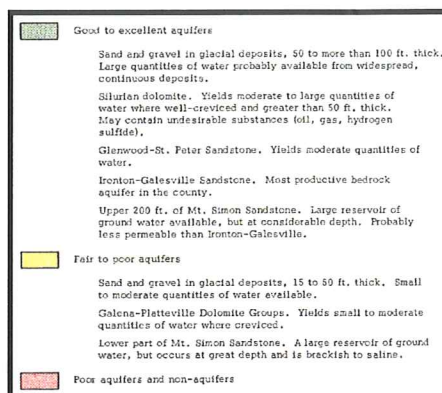 Good to excellent aquifers
Sand and gravel in glacial deposits, 50 to more than 100 ft. thick.
Large quantities of water probably available from widespread,
continuous deposits.
Silurian dolomite. Yields moderate to large quantities of
water where well-creviced and greater than 50 ft. thick.
May contain undesirable substances (oil, gas, hydrogen
sulfide).
Glenwood-St. Peter Sandstone. Yields moderate quantities of
water.
Ironton-Galesville Sandstone. Most productive bedrock
aquifer in the county.
Upper 200 ft. of Mt. Simon Sandstone. Large reservoir of
ground water available, but at considerable depth. Probably
less permeable than Ironton-Galesville.
Fair to poor aquifers
Sand and gravel in glacial deposits, 15 to 50 ft. thick. Small
to moderate quantities of water available.
Galena-Platteville Dolomite Groups. Yields small to moderate
quantities of water where creviced.
Lower part of Mt. Simon Sandstone. A large reservoir of ground
water, but occurs at great depth and is brackish to saline.
Poor aquifers and non-aquifers